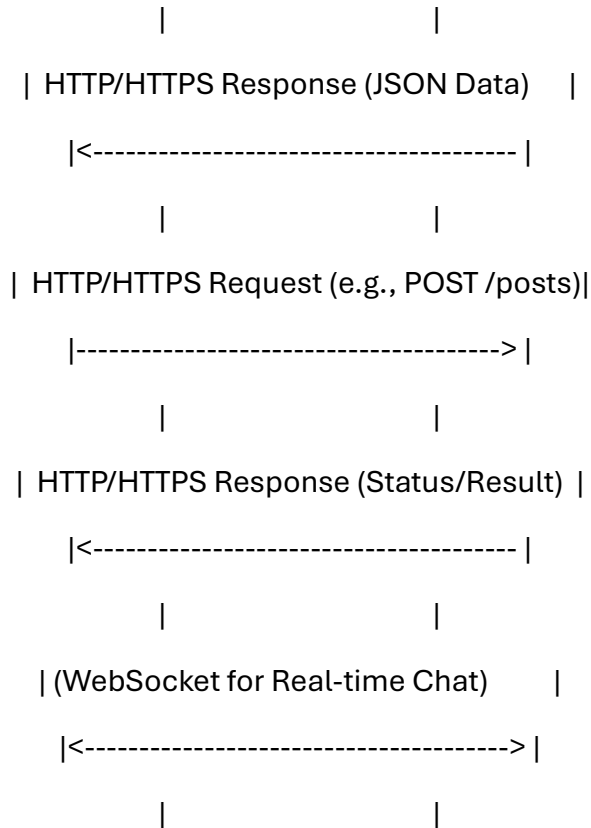 | |
| HTTP/HTTPS Response (JSON Data) |
|<--------------------------------------- |
| |
| HTTP/HTTPS Request (e.g., POST /posts)|
|---------------------------------------> |
| |
| HTTP/HTTPS Response (Status/Result) |
|<--------------------------------------- |
| |
| (WebSocket for Real-time Chat) |
|<---------------------------------------> |
| |